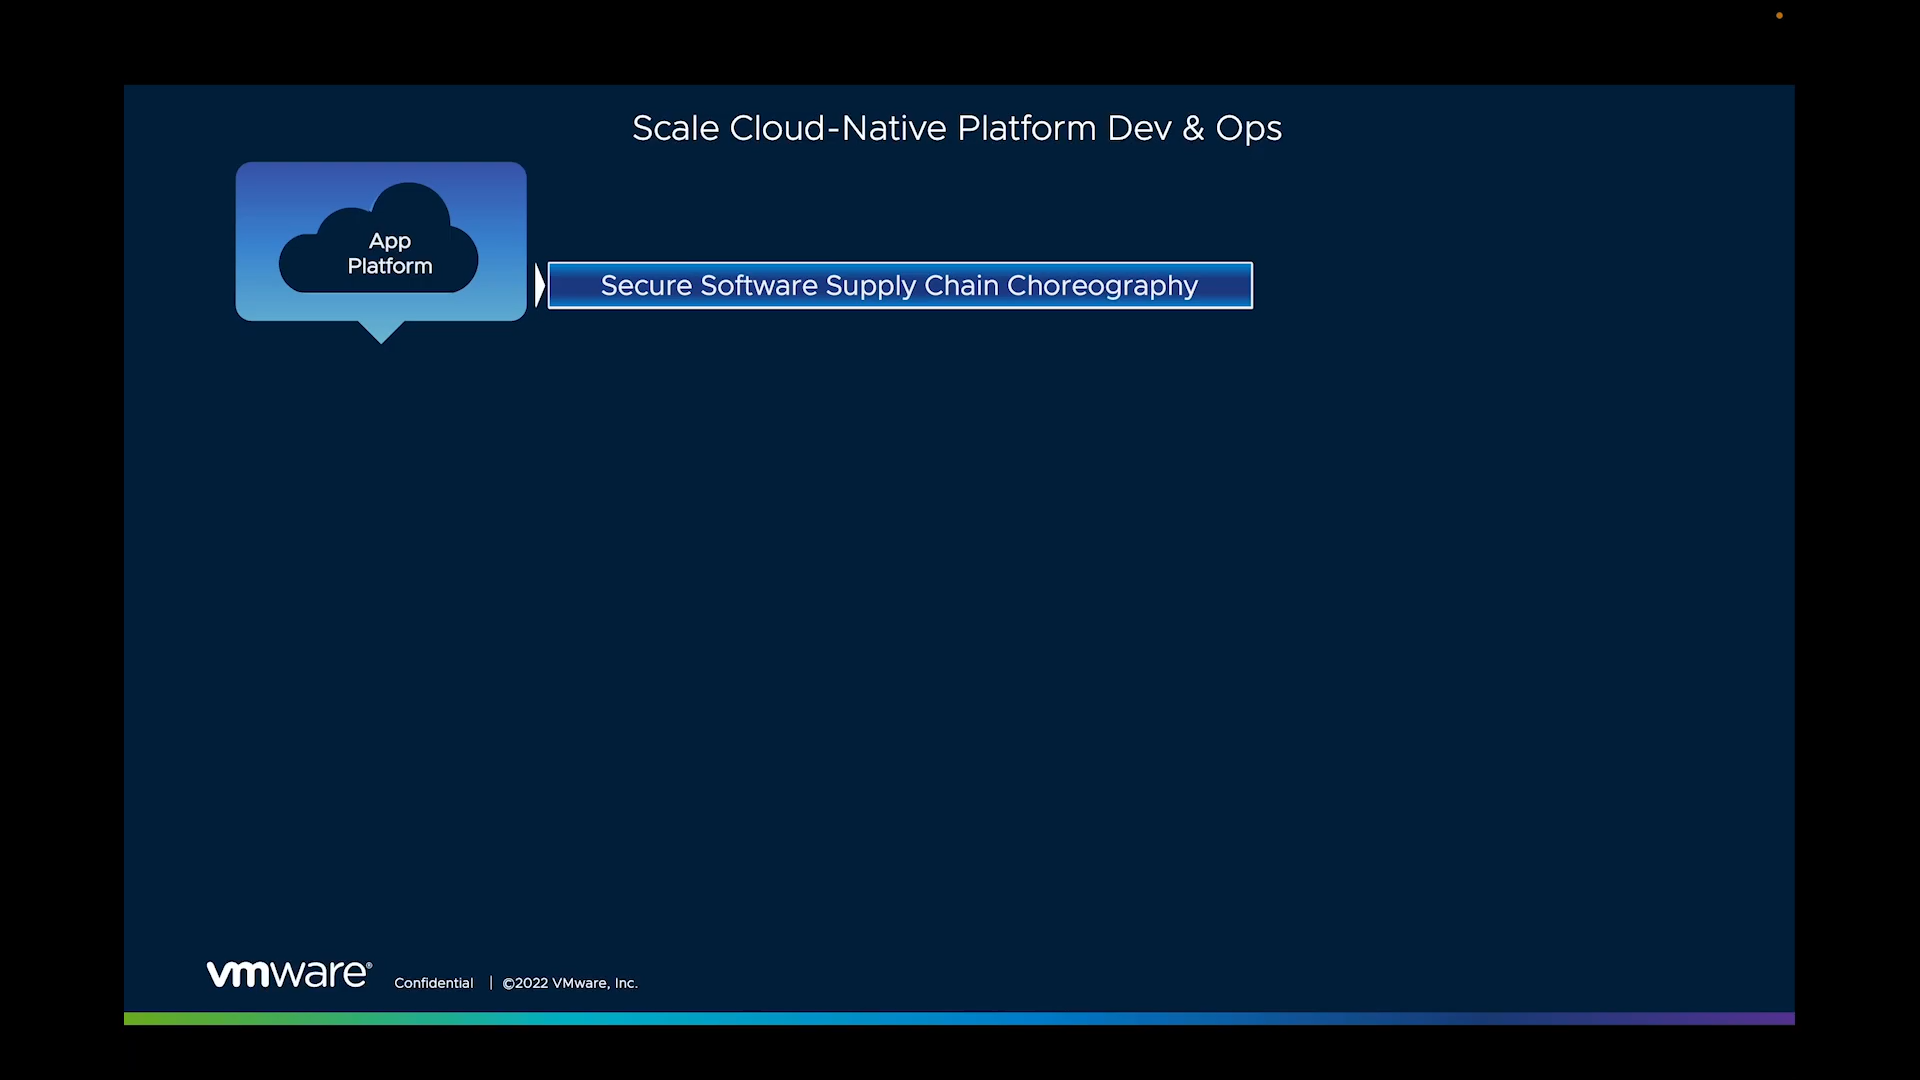 Scale Cloud-Native Platform Dev & Ops
App
Platform
Secure Software Supply Chain Choreography
vmware® Confidential | ©2022 VMware, Inc.